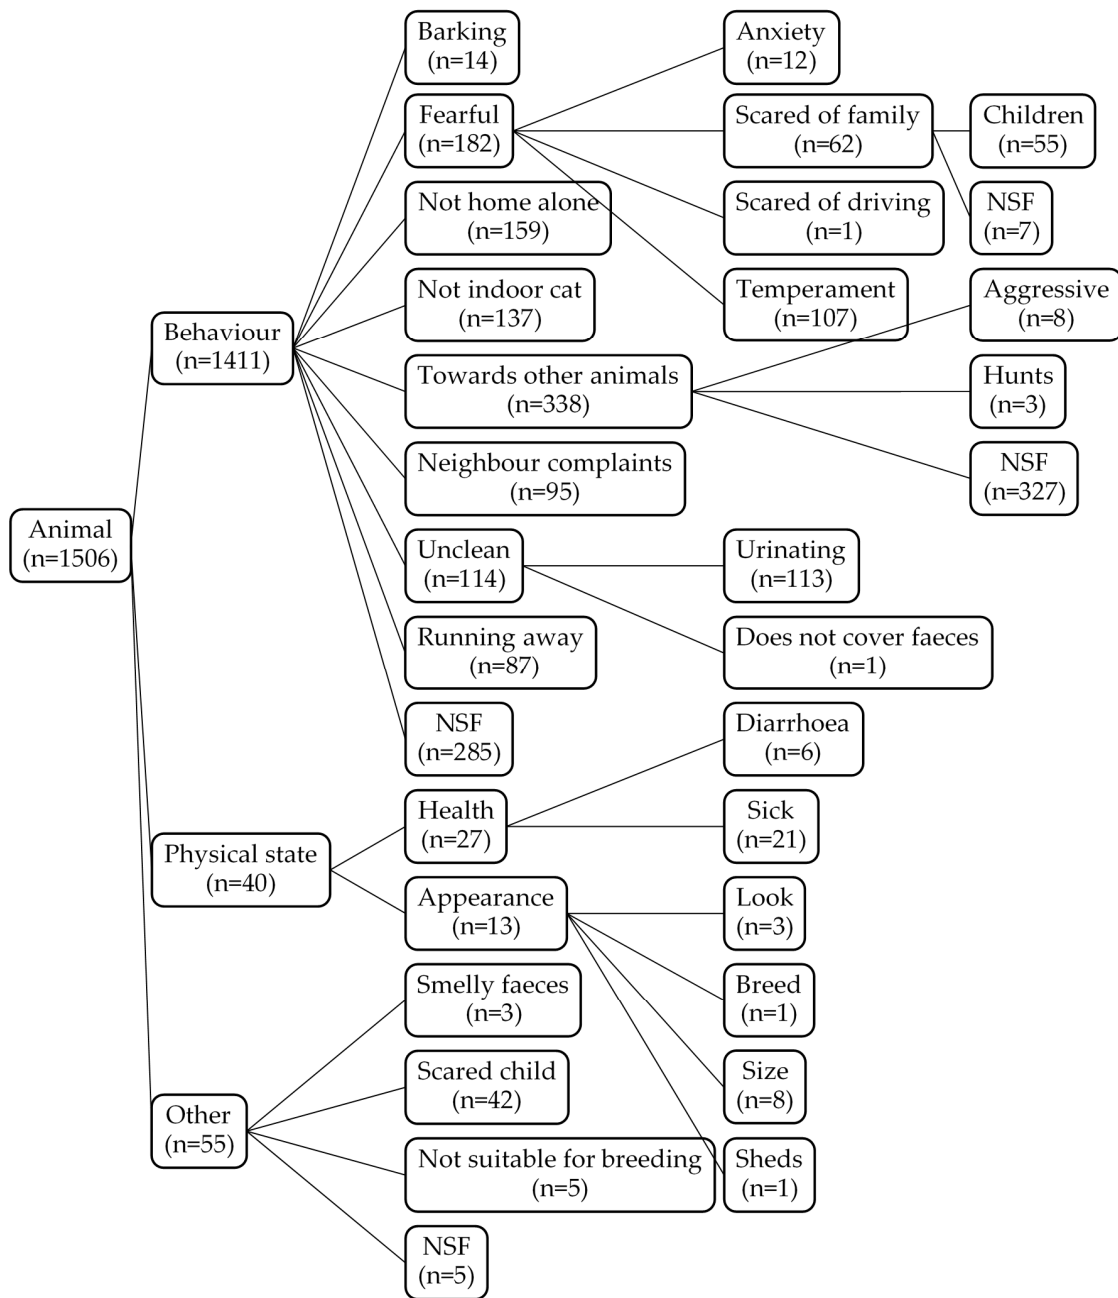 Animal
(n=1506)
Behaviour
(n=1411)
Barking
(n=14)
Fearful
(n=182)
Anxiety
(n=12)
Scared of family
(n=62)
Children
(n=55)
NSF
(n=7)
Scared of driving
(n=1)
Temperament
(n=107)
Not home alone
(n=159)
Not indoor cat
(n=137)
Towards other animals
(n=338)
Aggressive
(n=8)
Hunts
(n=3)
NSF
(n=327)
Neighbour complaints
(n=95)
Unclean
(n=114)
Urinating
(n=113)
Does not cover faeces
(n=1)
Running away
(n=87)
NSF
(n=285)
Physical state
(n=40)
Health
(n=27)
Diarrhoea
(n=6)
Sick
(n=21)
Appearance
(n=13)
Look
(n=3)
Breed
(n=1)
Size
(n=8)
Sheds
(n=1)
Other
(n=55)
Smelly faeces
(n=3)
Scared child
(n=42)
Not suitable for breeding
(n=5)
NSF
(n=5)